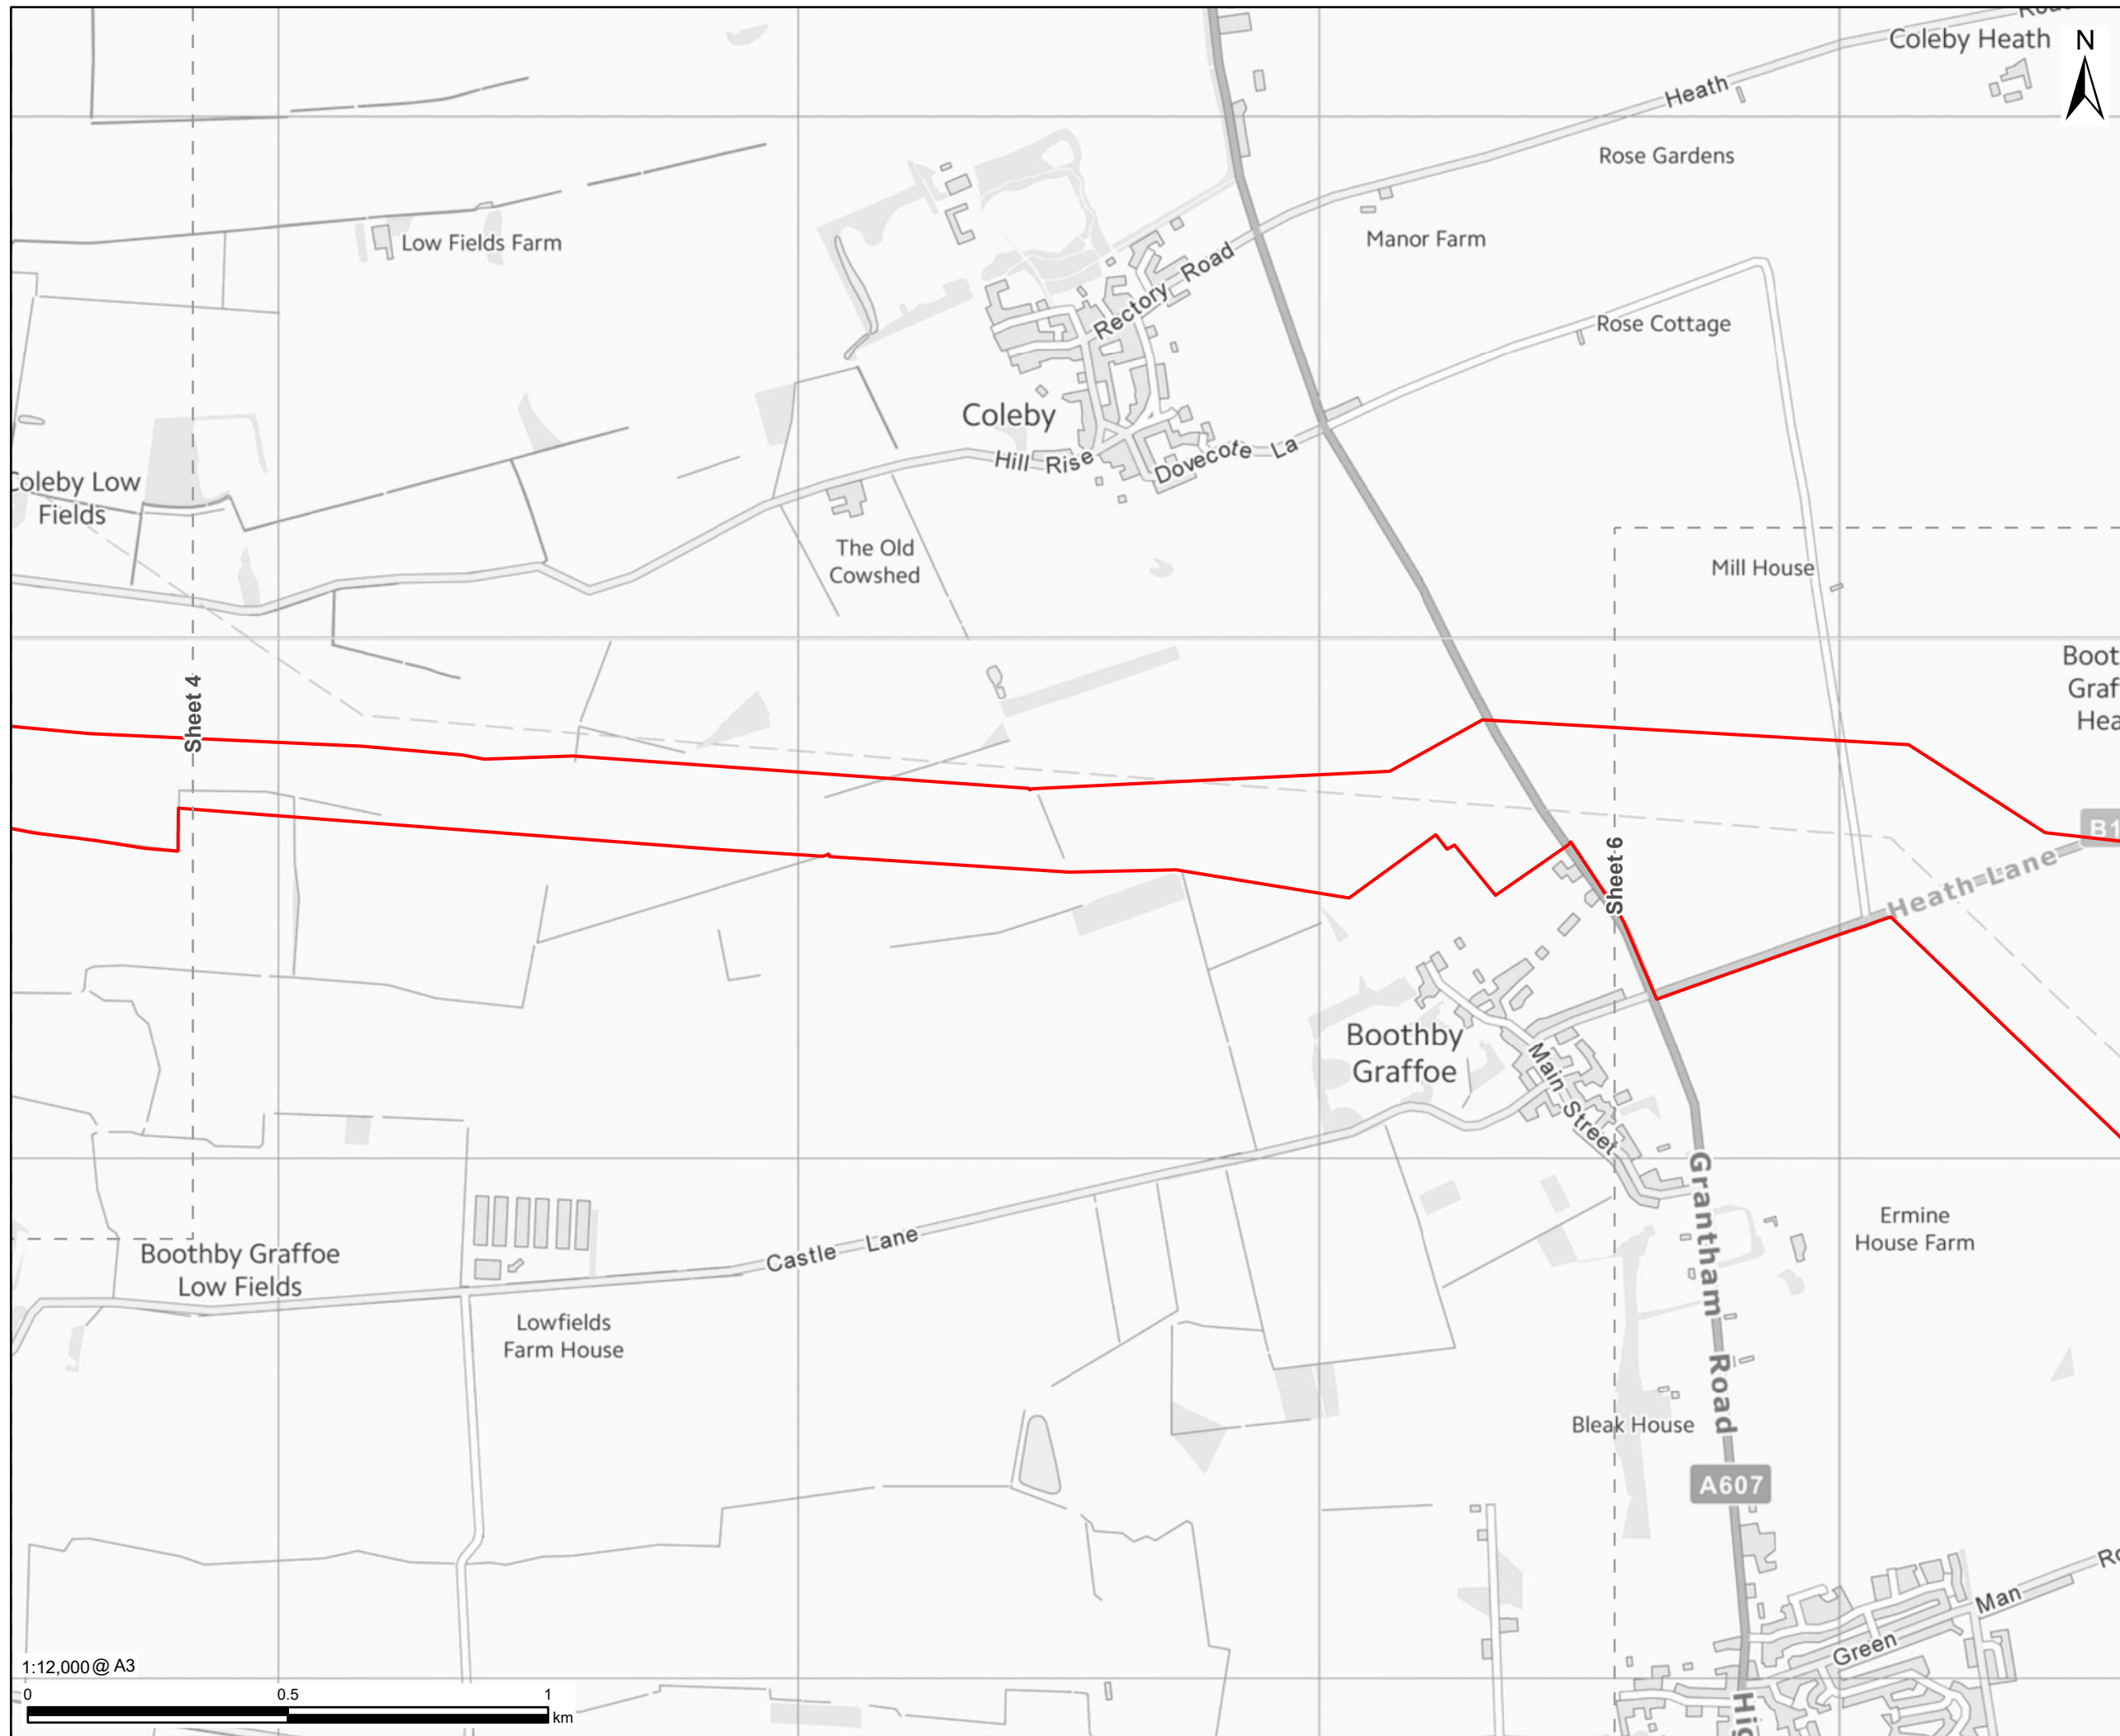 Coleby Heath
N
Heath
Rose Gardens
Low Fields Farm
Manor Farm
Rectory Road
Rose Cottage
Coleby
Hill Rise
Dovecote La
Coleby Low
Fields
The Old
Cowshed
Mill House
Sheet 4
Sheet 6
Heath Lane
Boothby
Graffoe
Main Street
Grantham Road
Ermine
House Farm
Castle Lane
Boothby Graffoe
Low Fields
Lowfields
Farm House
Bleak House
A607
Green Man
1:12,000 @ A3
0 0.5 1
km